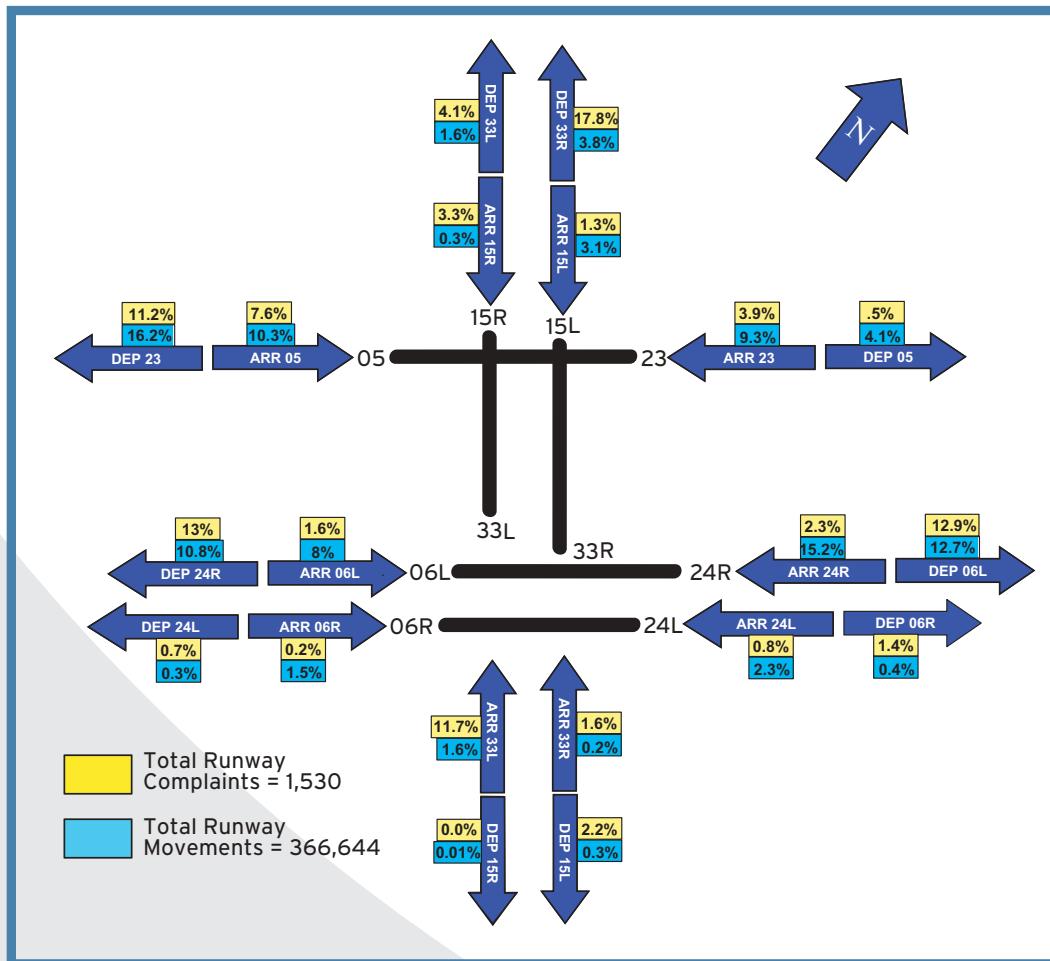 DEP 33L
4.1%
1.6%
DEP 33R
17.8%
3.8%
N
ARR 15R
3.3%
0.3%
ARR 15L
1.3%
3.1%
15R
15L
11.2%
16.2%
DEP 23
7.6%
10.3%
ARR 05
05
23
3.9%
9.3%
ARR 23
.5%
4.1%
DEP 05
33L
33R
13%
10.8%
DEP 24R
1.6%
8%
ARR 06L
06L
24R
2.3%
15.2%
ARR 24R
12.9%
12.7%
DEP 06L
DEP 24L
0.7%
0.3%
ARR 06R
0.2%
1.5%
06R
24L
ARR 24L
0.8%
2.3%
DEP 06R
1.4%
0.4%
11.7%
1.6%
ARR 33L
ARR 33R
1.6%
0.2%
0.0%
0.01%
DEP 15R
DEP 15L
2.2%
0.3%
Total Runway
Complaints = 1,530
Total Runway
Movements = 366,644